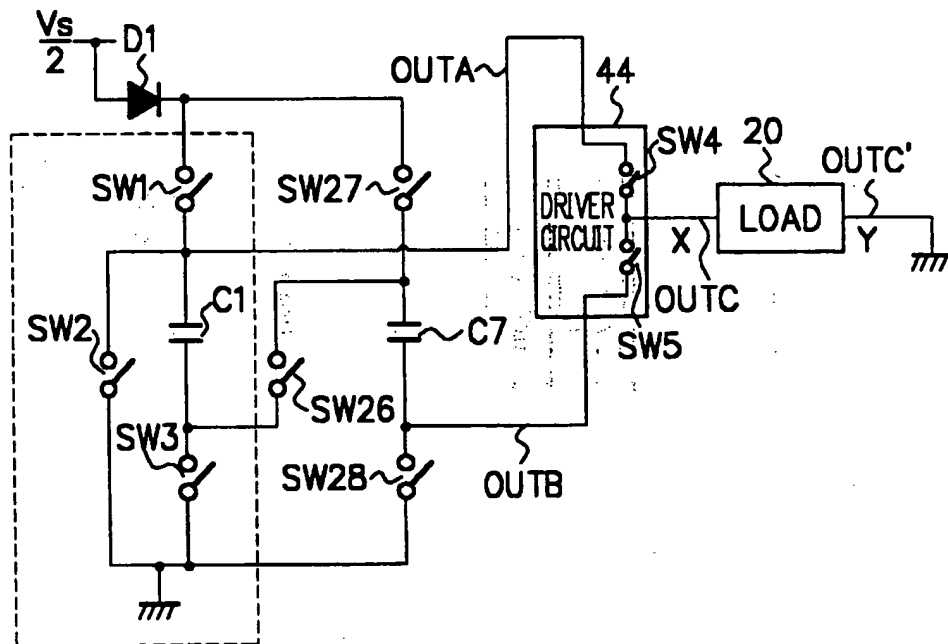 Vs
2
D1
OUTA
44
SW1
SW27
SW4
20
OUTC'
DRIVER
CIRCUIT
X
LOAD
Y
C1
C7
OUTC
SW2
SW26
SW5
SW3
SW28
OUTB